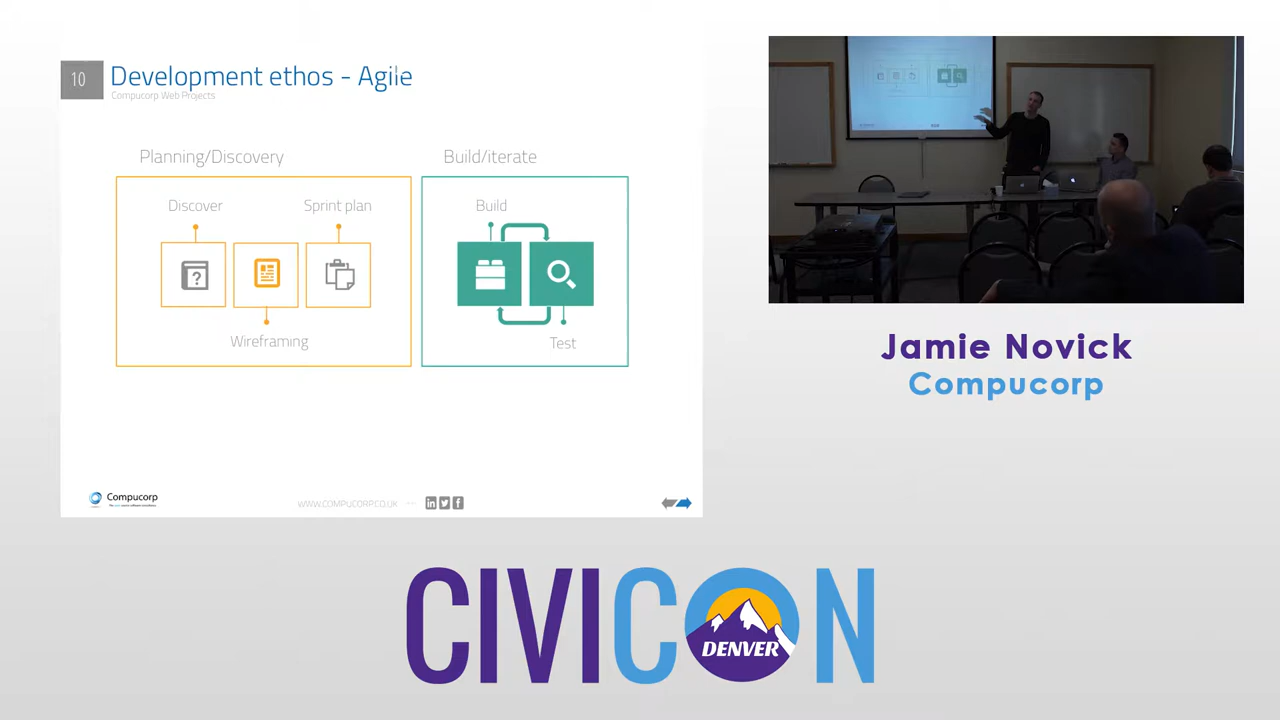 10
Development ethos - Agile
Compucorp Web Projects
Planning/Discovery
Build/iterate
Discover
Sprint plan
Build
?
Wireframing
Test
Compucorp
WWW.COMPUCORP.CO.UK
in
f
Jamie Novick
Compucorp
CIVICON
DENVER